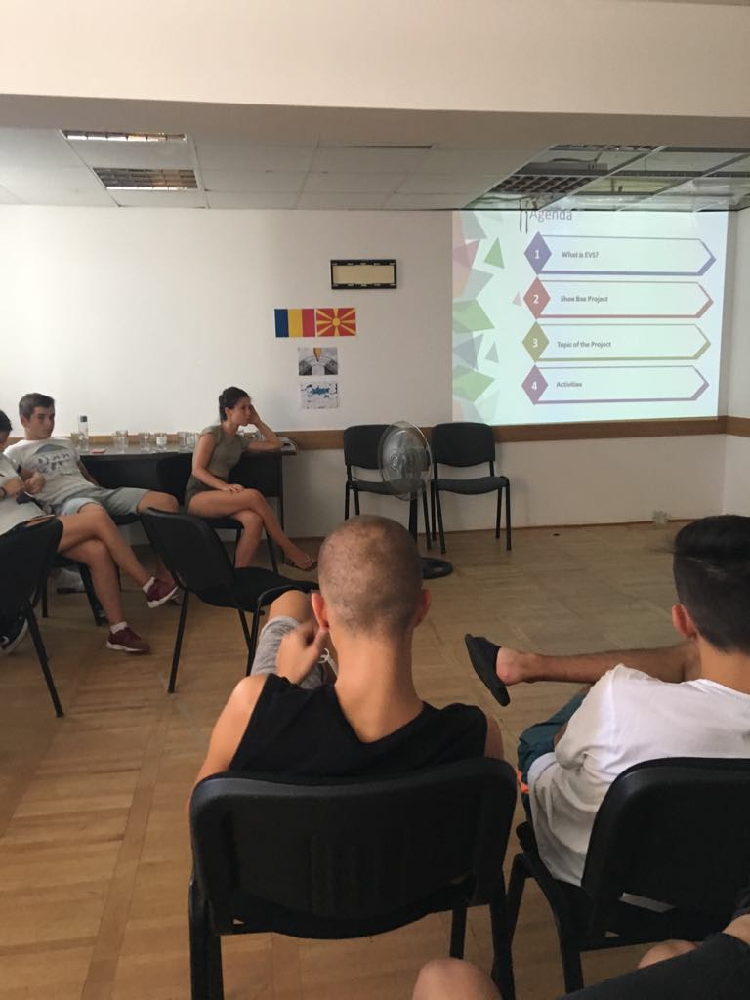 Agenda
1 What is EVS?
2 Shoe Box Project
3 Topic of the Project
4 Activities